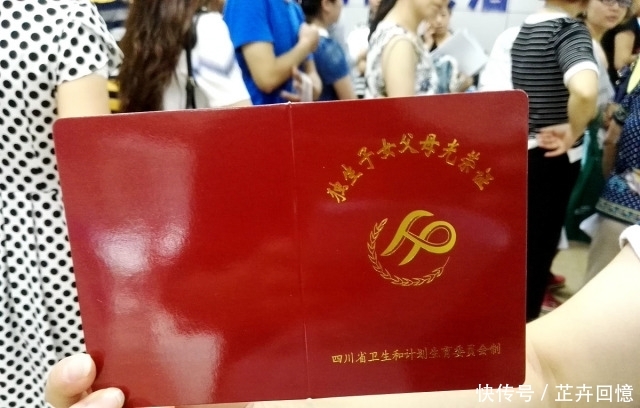 独生子女父母光荣证
四川省卫生和计划生育委员会制
快传号 / 芷卉回憶